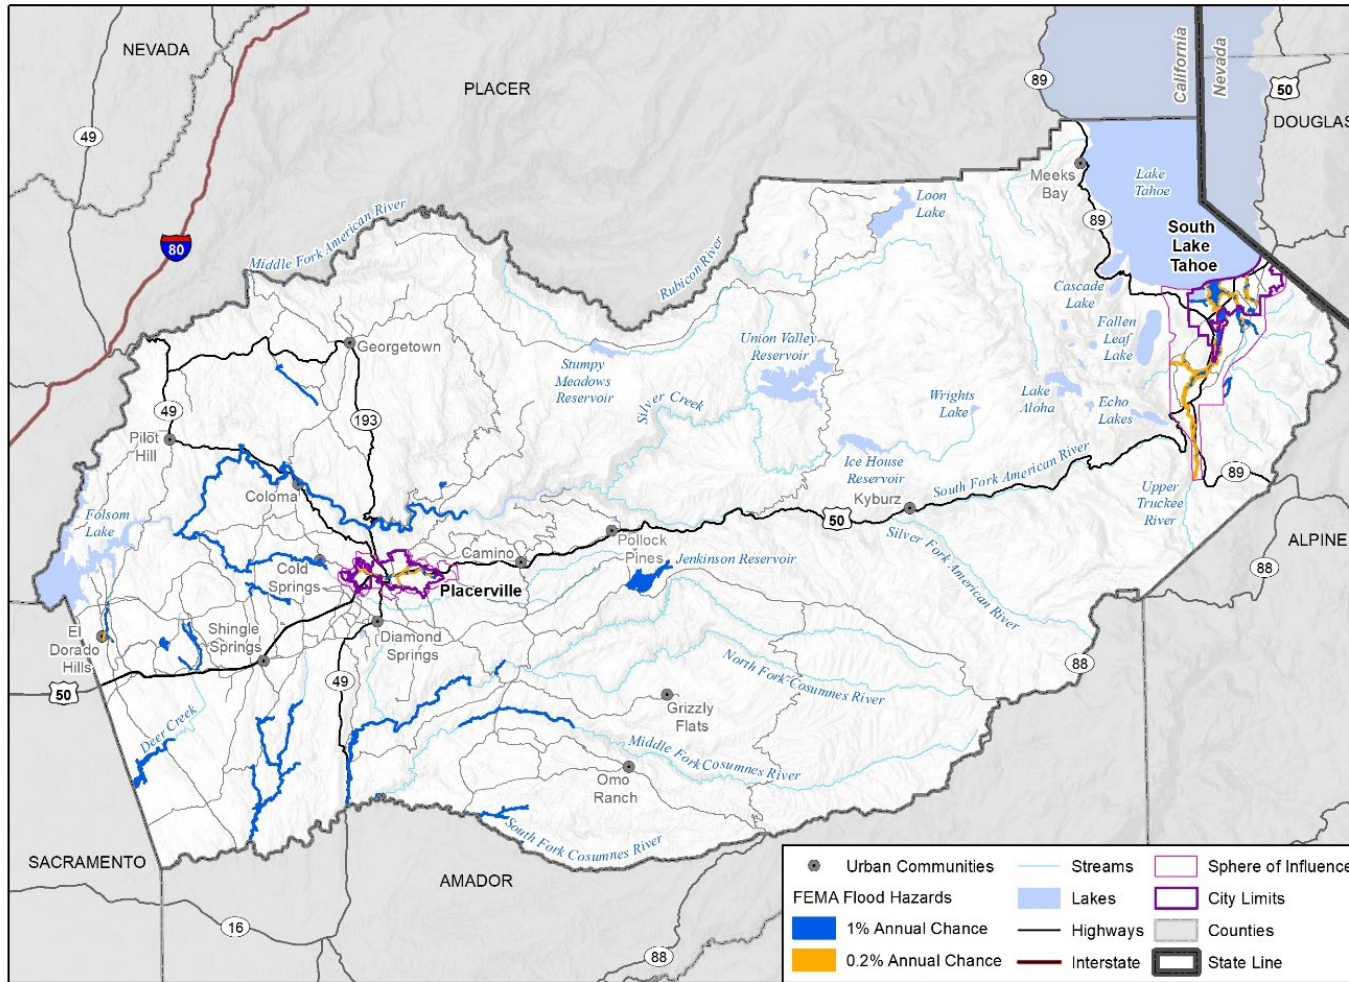 NEVADA
PLACER
89
California
Nevada
50
DOUGLAS
49
Meeks
Bay
Lake
Tahoe
Loon
Lake
89
South
Lake
Tahoe
80
Middle Fork American River
Rubicon River
Cascade
Lake
Fallen
Leaf
Lake
Georgetown
Stumpy
Meadows
Reservoir
Union Valley
Reservoir
Silver Creek
Wrights
Lake
Lake
Aloha
Echo
Lakes
49
193
Pilot
Hill
Ice House
Reservoir
South Fork American River
Coloma
Kyburz
89
Upper
Truckee
River
Folsom
Lake
50
Pollock
Pines
Camino
Silver Fork American River
ALPINE
Cold
Springs
Jenkinson Reservoir
88
Placerville
El
Dorado
Hills
Shingle
Springs
Diamond
Springs
50
49
88
North Fork Cosumnes River
Grizzly
Flats
Deer Creek
Middle Fork Cosumnes River
Omo
Ranch
South Fork Cosumnes River
SACRAMENTO
AMADOR
16
88
Urban Communities
FEMA Flood Hazards
1% Annual Chance
0.2% Annual Chance
Streams
Lakes
Highways
Interstate
Sphere of Influence
City Limits
Counties
State Line